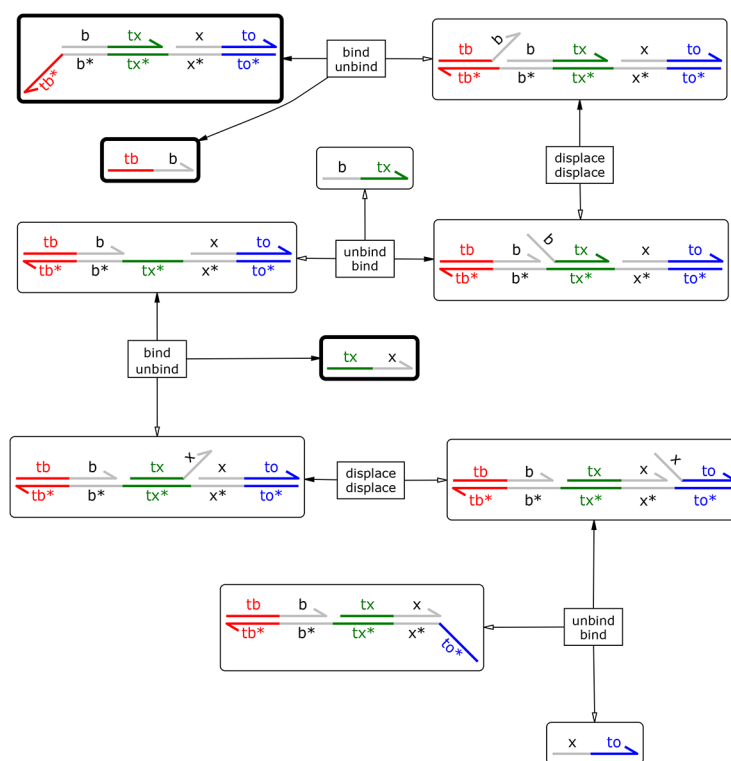 b tx x to
tb* b* tx* x* to*
bind
unbind
tb b b tx x to
tb* b* tx* x* to*
tb b
displace
displace
b tx
tb b x to
tb* b* tx* x* to*
unbind
bind
tb b b tx x to
tb* b* tx* x* to*
bind
unbind
tx x
tb b tx x x to
tb* b* tx* x* to*
displace
displace
tb b tx x x to
tb* b* tx* x* to*
tb b tx x
tb* b* tx* x* to*
unbind
bind
x to